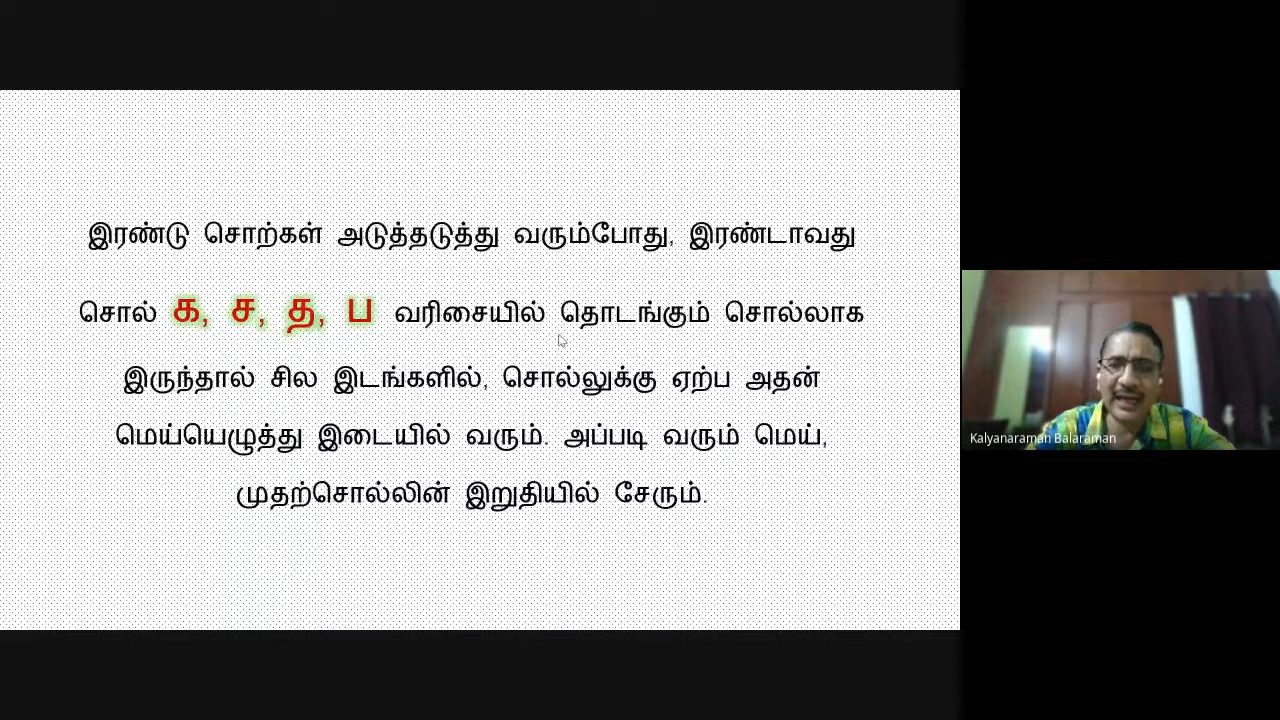 இரண்டு சொற்கள் அடுத்தடுத்து வரும்போது, இரண்டாவது
சொல் க, ச, த, ப வரிசையில் தொடங்கும் சொல்லாக
இருந்தால் சில இடங்களில், சொல்லுக்கு ஏற்ப அதன்
மெய்யெழுத்து இடையில் வரும். அப்படி வரும் மெய்,
முதற்சொல்லின் இறுதியில் சேரும்.
Kalyanaraman Balaraman